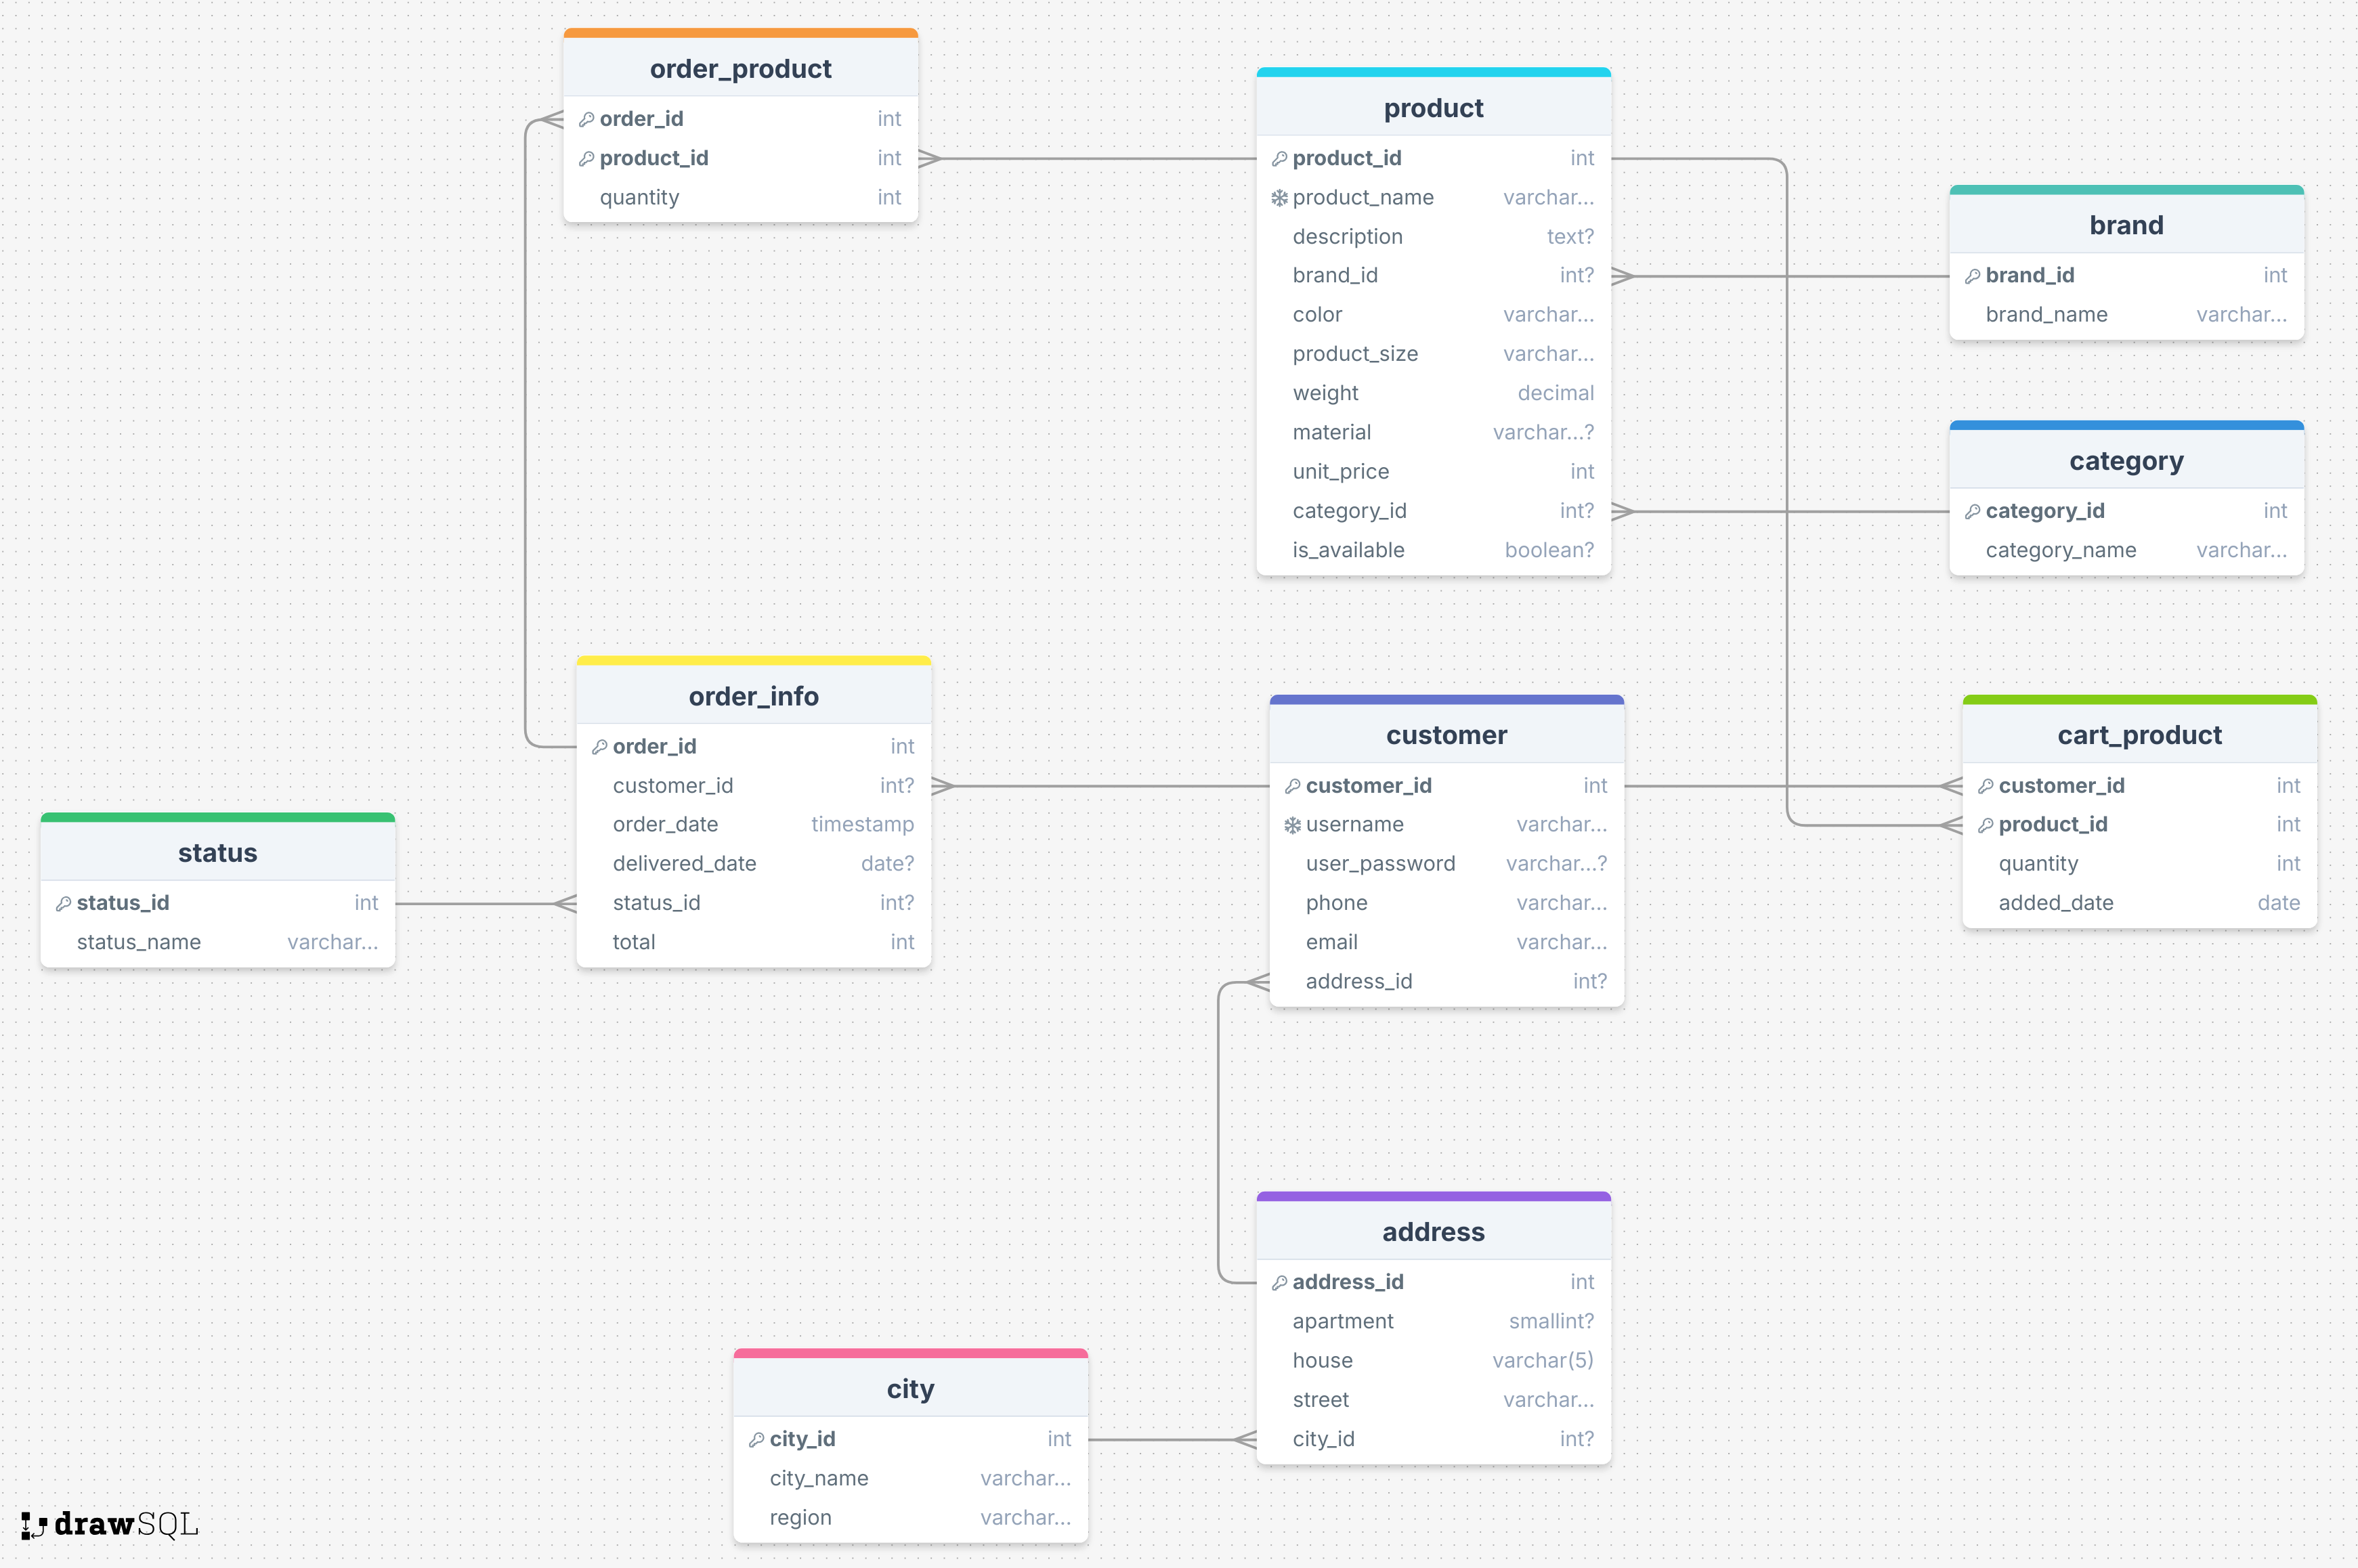 order_product
order_id int
product_id int
quantity int
product
product_id int
product_name varchar...
description text?
brand_id int?
color varchar...
product_size varchar...
weight decimal
material varchar...?
unit_price int
category_id int?
is_available boolean?
brand
brand_id int
brand_name varchar...
category
category_id int
category_name varchar...
order_info
order_id int
customer_id int?
order_date timestamp
delivered_date date?
status_id int?
total int
customer
customer_id int
username varchar...
user_password varchar...?
phone varchar...
email varchar...
address_id int?
cart_product
customer_id int
product_id int
quantity int
added_date date
status
status_id int
status_name varchar...
address
address_id int
apartment smallint?
house varchar(5)
street varchar...
city_id int?
city
city_id int
city_name varchar...
region varchar...
drawSQL